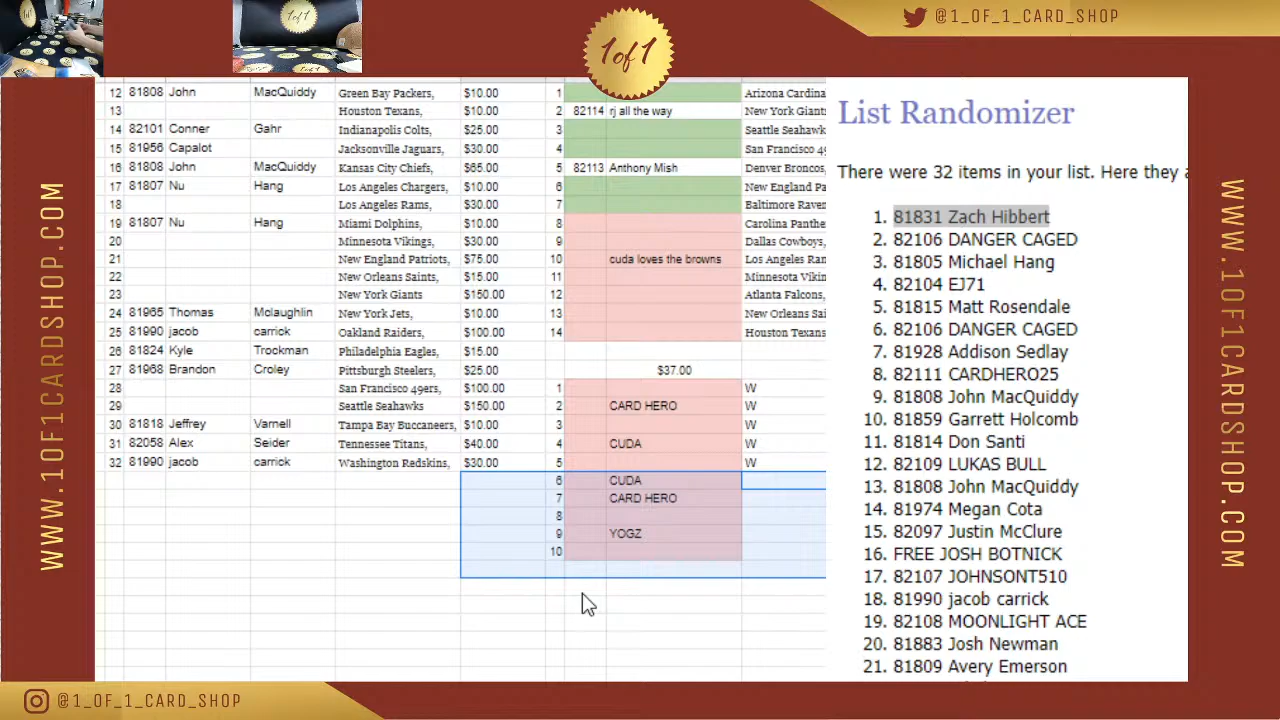 1of1
@1_OF_1_CARD_SHOP
WWW.1OF1CARDSHOP.COM
12 81808 John MacQuiddy Green Bay Packers, $10.00 1 Arizona Cardina
13 Houston Texans, $10.00 2 82114 rj all the way New York Giants
14 82101 Conner Gahr Indianapolis Colts, $25.00 3 Seattle Seahawk
15 81956 Capalot Jacksonville Jaguars, $30.00 4 San Francisco 49
16 81808 John MacQuiddy Kansas City Chiefs, $65.00 5 82113 Anthony Mish Denver Broncos,
17 81807 Nu Hang Los Angeles Chargers, $10.00 6 New England Pa
18 Los Angeles Rams, $30.00 7 Baltimore Raven
19 81807 Nu Hang Miami Dolphins, $10.00 8 Carolina Panthe
20 Minnesota Vikings, $30.00 9 Dallas Cowboys,
21 New England Patriots, $75.00 10 cuda loves the browns Los Angeles Ram
22 New Orleans Saints, $15.00 11 Minnesota Vikin
23 New York Giants $150.00 12 Atlanta Falcons,
24 81965 Thomas Mclaughlin New York Jets, $10.00 13 New Orleans Sai
25 81990 jacob carrick Oakland Raiders, $100.00 14 Houston Texans
26 81824 Kyle Trockman Philadelphia Eagles, $15.00
27 81968 Brandon Croley Pittsburgh Steelers, $25.00 $37.00
28 San Francisco 49ers, $100.00 1 W
29 Seattle Seahawks $150.00 2 CARD HERO W
30 81818 Jeffrey Varnell Tampa Bay Buccaneers, $10.00 3 W
31 82058 Alex Seider Tennessee Titans, $40.00 4 CUDA W
32 81990 jacob carrick Washington Redskins, $30.00 5 W
6 CUDA
7 CARD HERO
8
9 YOGZ
10
List Randomizer
There were 32 items in your list. Here they a
1. 81831 Zach Hibbert
2. 82106 DANGER CAGED
3. 81805 Michael Hang
4. 82104 EJ71
5. 81815 Matt Rosendale
6. 82106 DANGER CAGED
7. 81928 Addison Sedlay
8. 82111 CARDHERO25
9. 81808 John MacQuiddy
10. 81859 Garrett Holcomb
11. 81814 Don Santi
12. 82109 LUKAS BULL
13. 81808 John MacQuiddy
14. 81974 Megan Cota
15. 82097 Justin McClure
16. FREE JOSH BOTNICK
17. 82107 JOHNSONT510
18. 81990 jacob carrick
19. 82108 MOONLIGHT ACE
20. 81883 Josh Newman
21. 81809 Avery Emerson
WWW.1OF1CARDSHOP.COM
@1_OF_1_CARD_SHOP